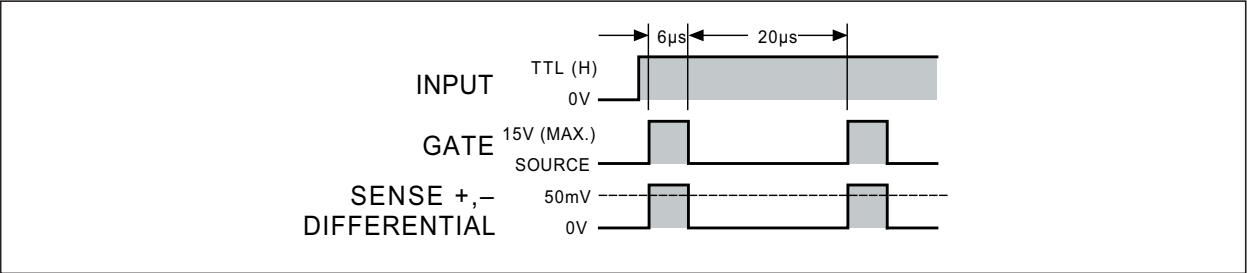 6µs 20µs
INPUT TTL (H)
0V
GATE 15V (MAX.)
SOURCE
SENSE +,– 50mV
DIFFERENTIAL 0V